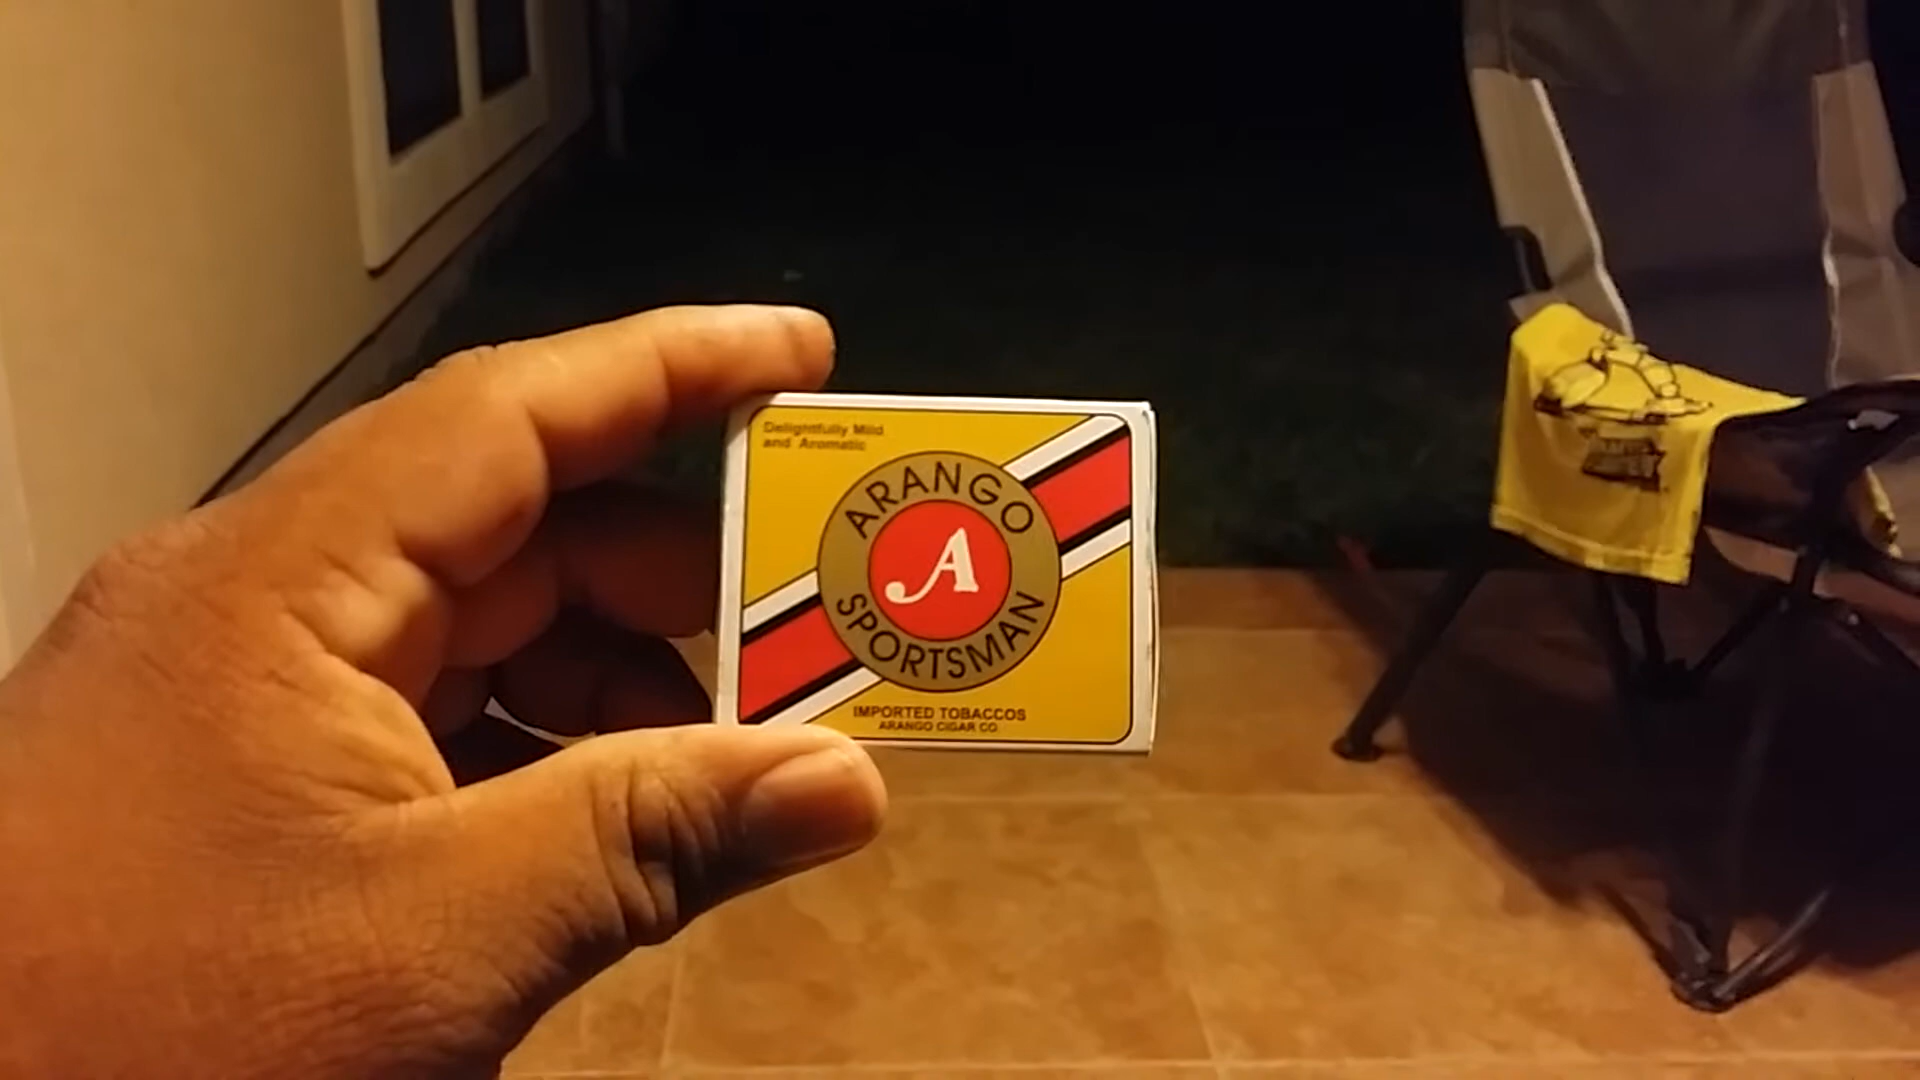 Delightfully Mild
and Aromatic
ARANGO
A
SPORTSMAN
IMPORTED TOBACCOS
ARANGO CIGAR CO.